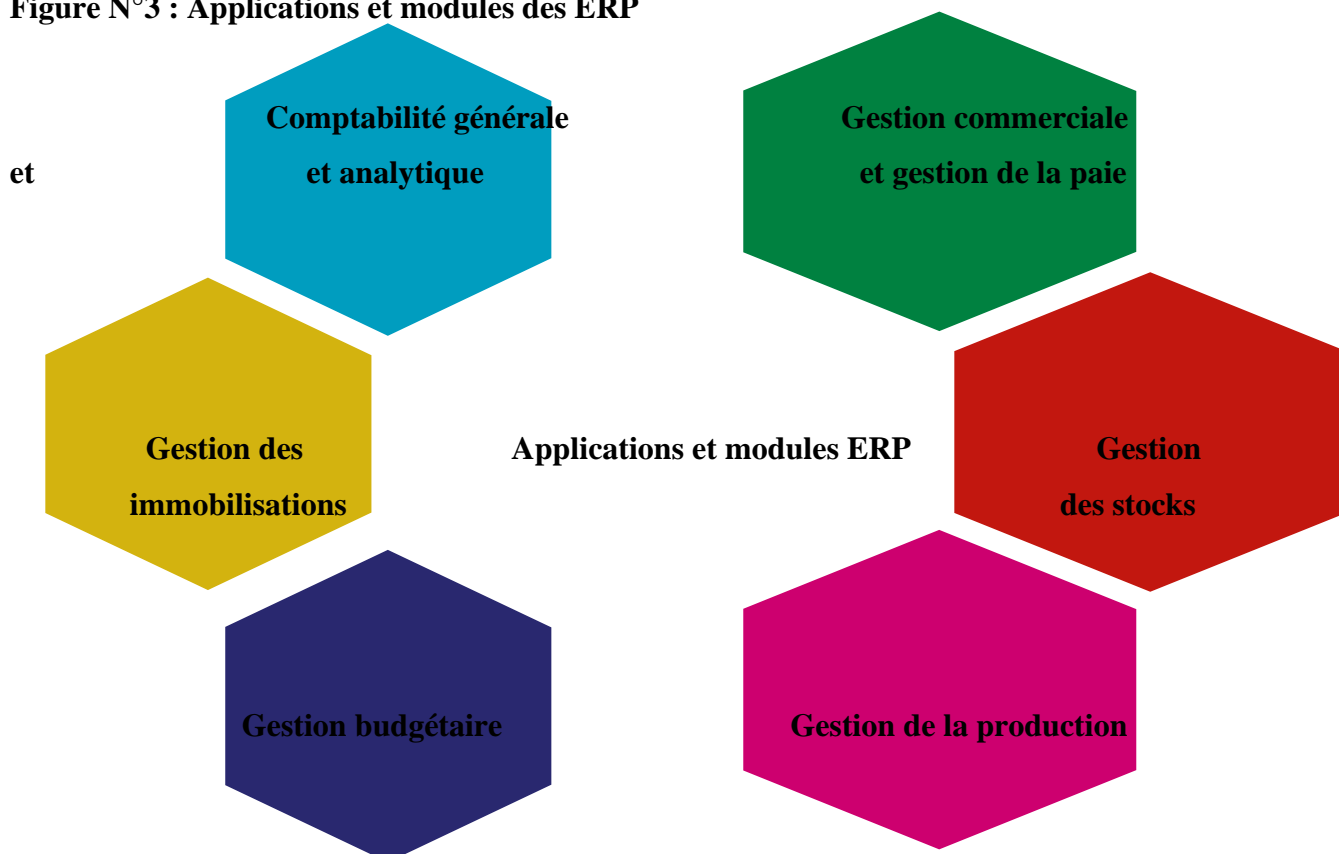 Figure N°3 : Applications et modules des ERP
Comptabilité générale
Gestion commerciale
et
et analytique
et gestion de la paie
Gestion des
Applications et modules ERP
Gestion
immobilisations
des stocks
Gestion budgétaire
Gestion de la production